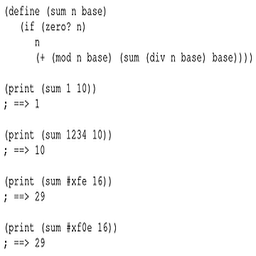 (define (sum n base)
(if (zero? n)
n
(+ (mod n base) (sum (div n base) base))))
(print (sum 1 10))
; ==> 1
(print (sum 1234 10))
; ==> 10
(print (sum #xfe 16))
; ==> 29
(print (sum #xf0e 16))
; ==> 29